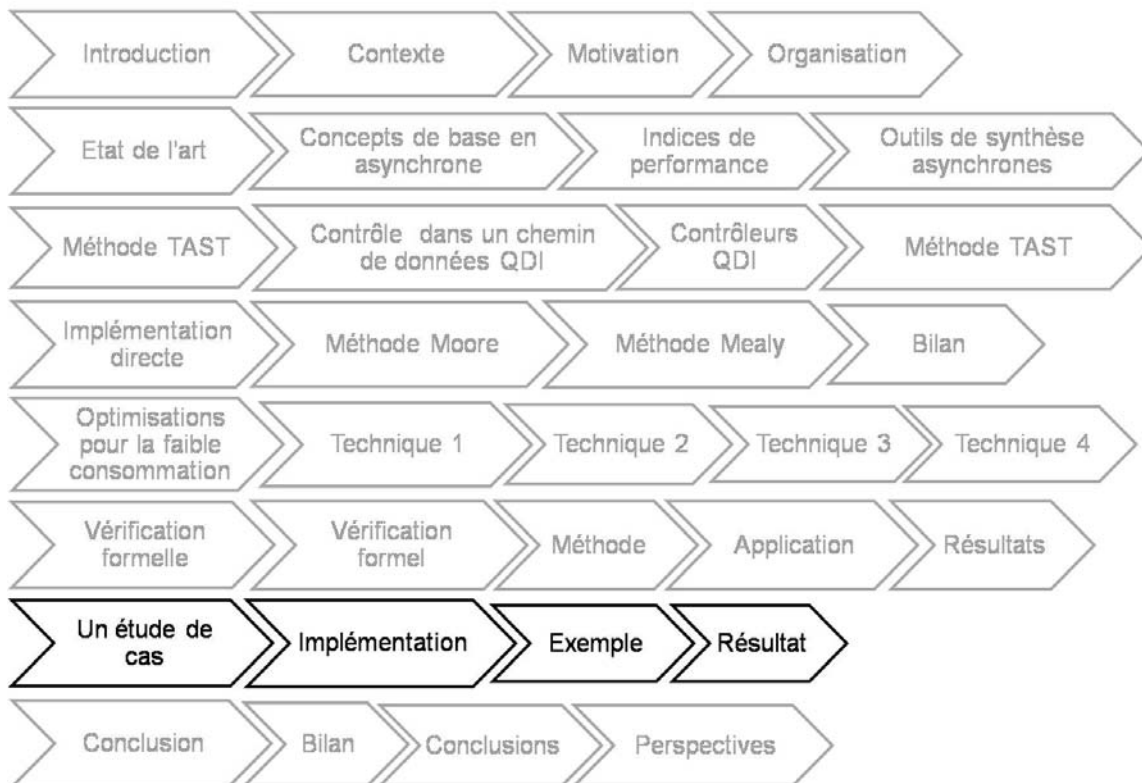 Introduction
Contexte
Motivation
Organisation
Etat de l'art
Concepts de base en
asynchrone
Indices de
performance
Outils de synthèse
asynchrones
Méthode TAST
Contrôle dans un chemin
de données QDI
Contrôleurs
QDI
Méthode TAST
Implémentation
directe
Méthode Moore
Méthode Mealy
Bilan
Optimisations
pour la faible
consommation
Technique 1
Technique 2
Technique 3
Technique 4
Vérification
formelle
Vérification
formel
Méthode
Application
Résultats
Un étude de
cas
Implémentation
Exemple
Résultat
Conclusion
Bilan
Conclusions
Perspectives